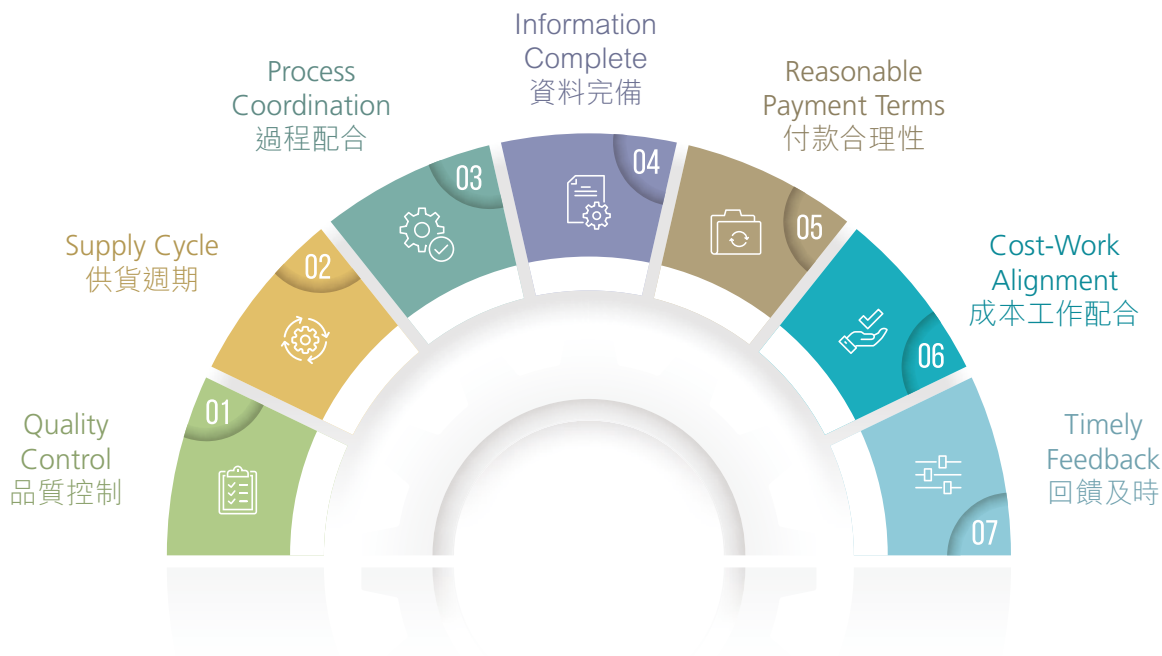 01
Quality
Control
品質控制
02
Supply Cycle
供貨週期
03
Process
Coordination
過程配合
04
Information
Complete
資料完備
05
Reasonable
Payment Terms
付款合理性
06
Cost-Work
Alignment
成本工作配合
07
Timely
Feedback
回饋及時